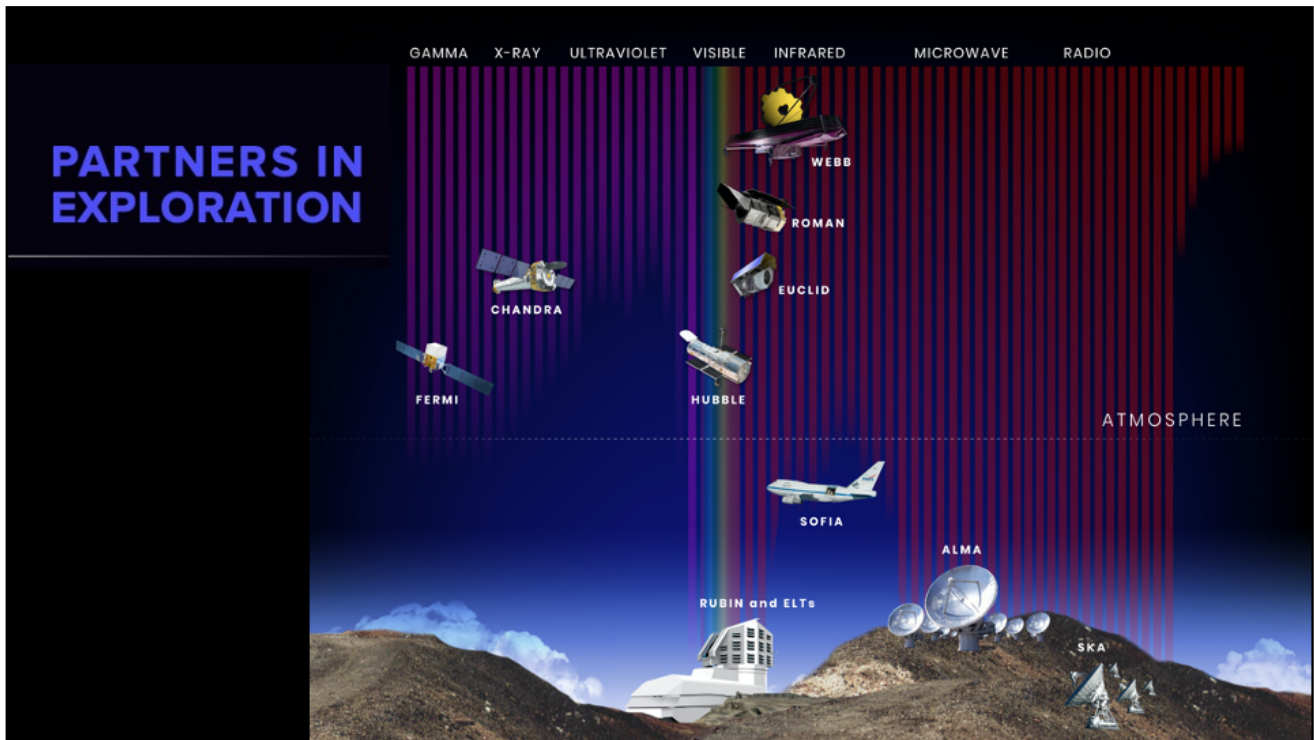 GAMMA X-RAY ULTRAVIOLET VISIBLE INFRARED MICROWAVE RADIO
PARTNERS IN
EXPLORATION
WEBB
ROMAN
EUCLID
CHANDRA
FERMI
HUBBLE
ATMOSPHERE
SOFIA
ALMA
RUBIN and ELTs
SKA